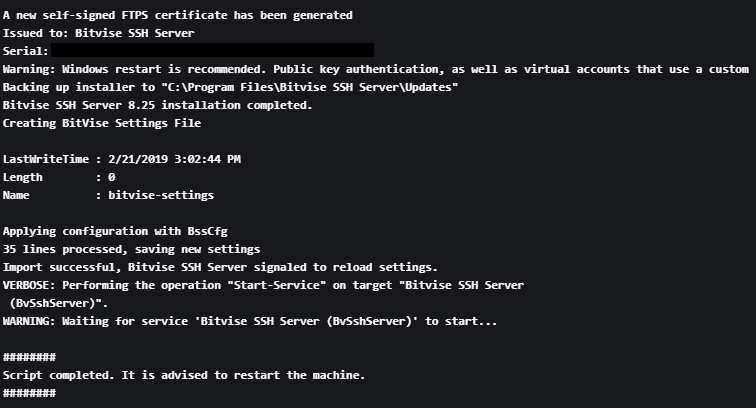 A new self-signed FTPS certificate has been generated
Issued to: Bitvise SSH Server
Serial:
Warning: Windows restart is recommended. Public key authentication, as well as virtual accounts that use a custom
Backing up installer to "C:\Program Files\Bitvise SSH Server\Updates"
Bitvise SSH Server 8.25 installation completed.
Creating BitVise Settings File
LastWriteTime : 2/21/2019 3:02:44 PM
Length : 0
Name : bitvise-settings
Applying configuration with BssCfg
35 lines processed, saving new settings
Import successful, Bitvise SSH Server signaled to reload settings.
VERBOSE: Performing the operation "Start-Service" on target "Bitvise SSH Server
(BvSshServer)".
WARNING: Waiting for service 'Bitvise SSH Server (BvSshServer)' to start...
########
Script completed. It is advised to restart the machine.
########